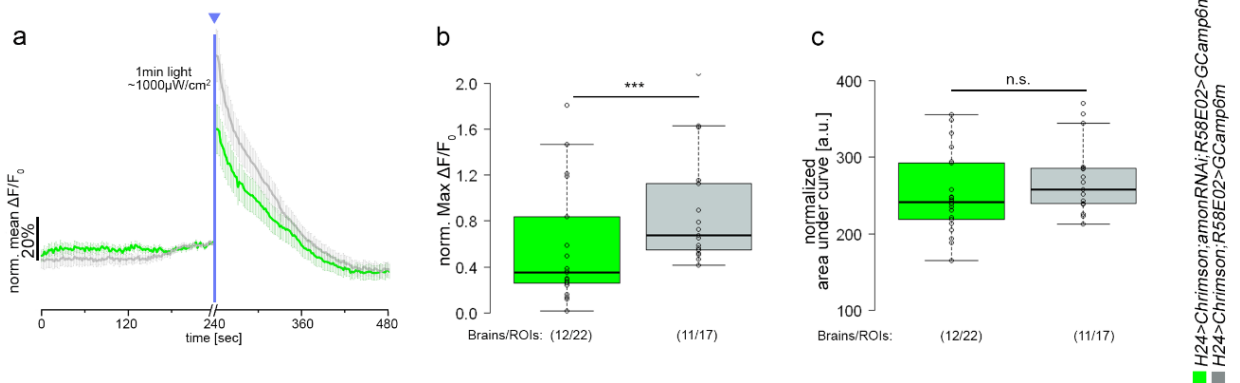 a
1min light
~1000µW/cm²
norm. mean ΔF/F₀
20%
0
120
240
360
480
time [sec]
b
***
norm. Max ΔF/F₀
2.0
1.6
1.2
0.8
0.4
0.0
Brains/ROIs: (12/22) (11/17)
c
n.s.
normalized
area under curve [a.u.]
400
300
200
100
Brains/ROIs: (12/22) (11/17)
H24>Chrimson;amonRNAi;R58E02>GCamp6m
H24>Chrimson;R58E02>GCamp6m